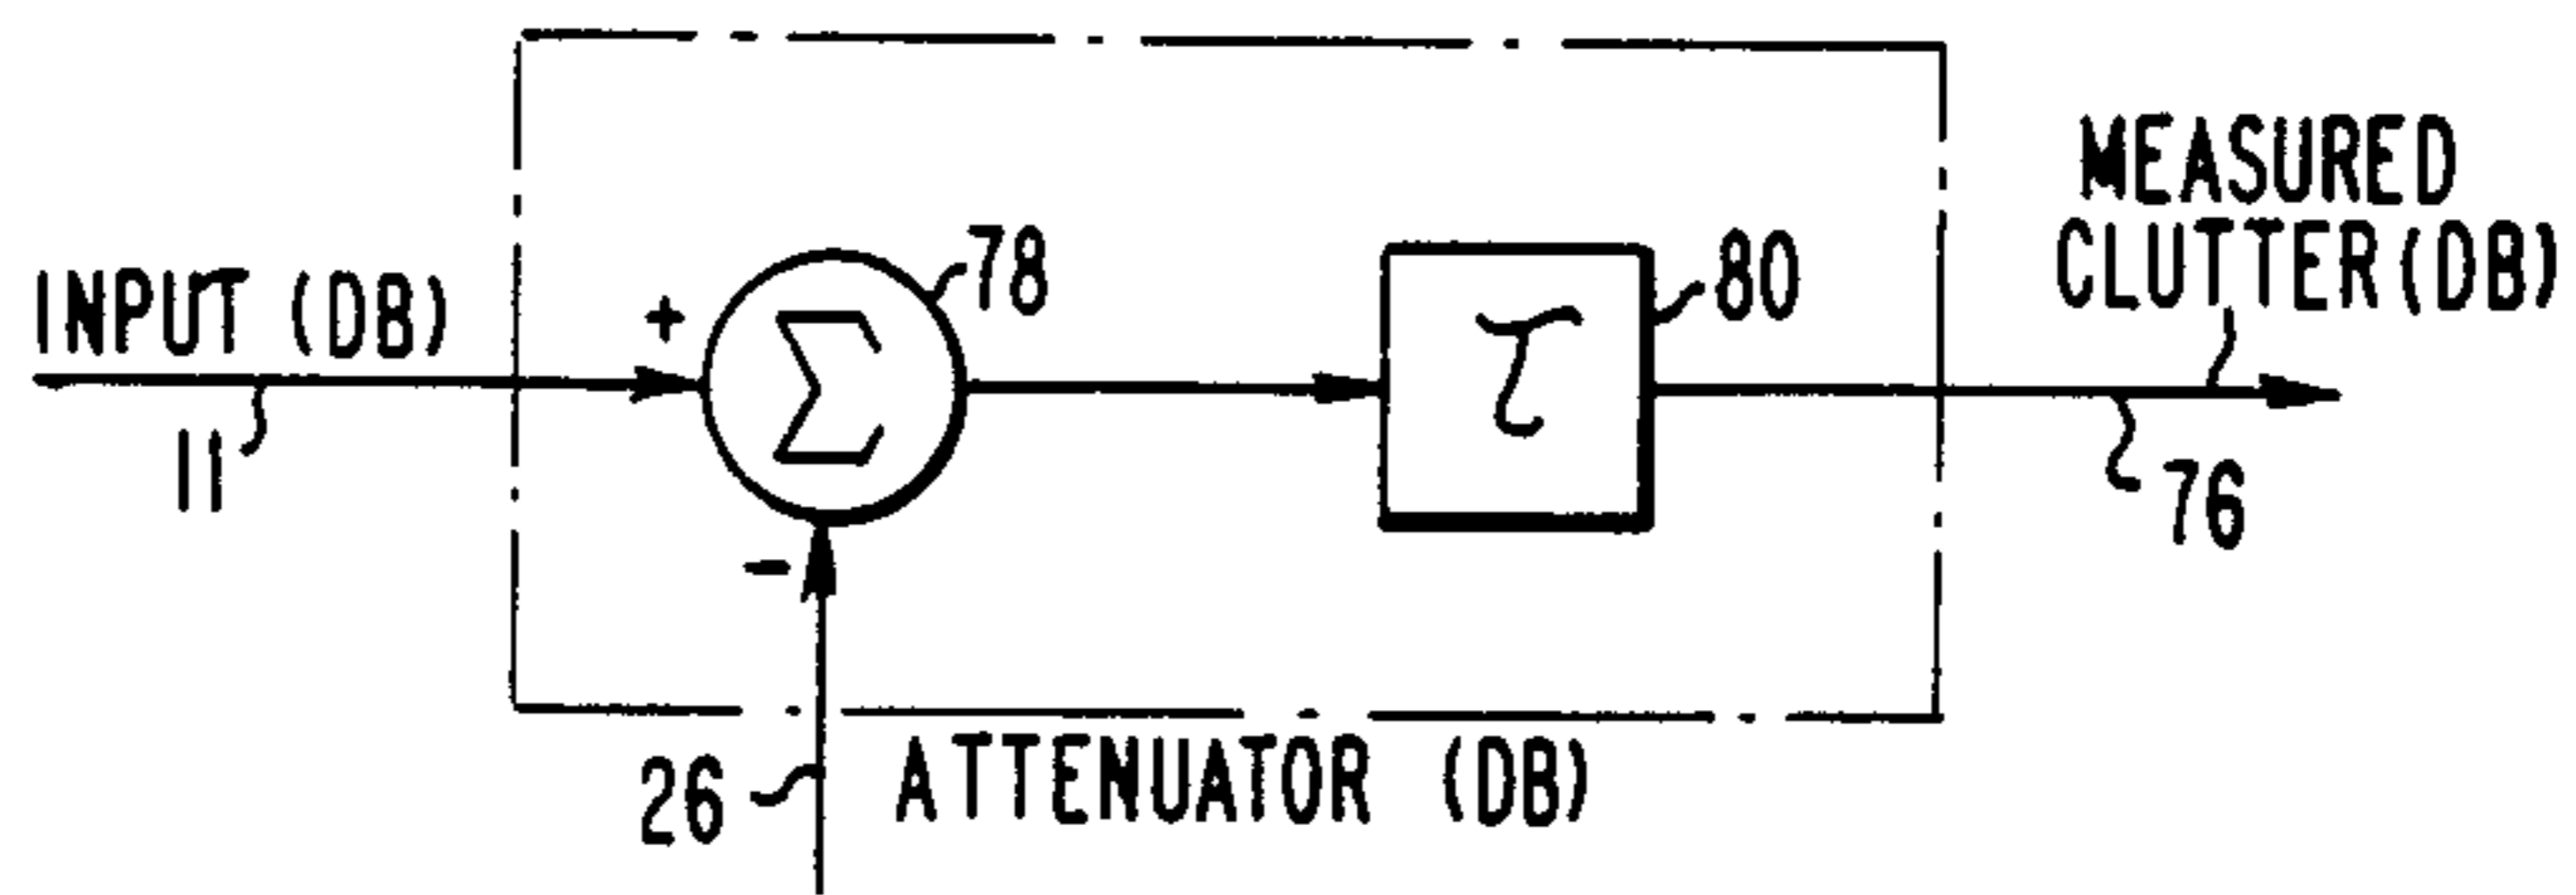 MEASURED
CLUTTER (DB)
INPUT (DB)
+
78
80
Σ
τ
11
76
-
26
ATTENUATOR (DB)